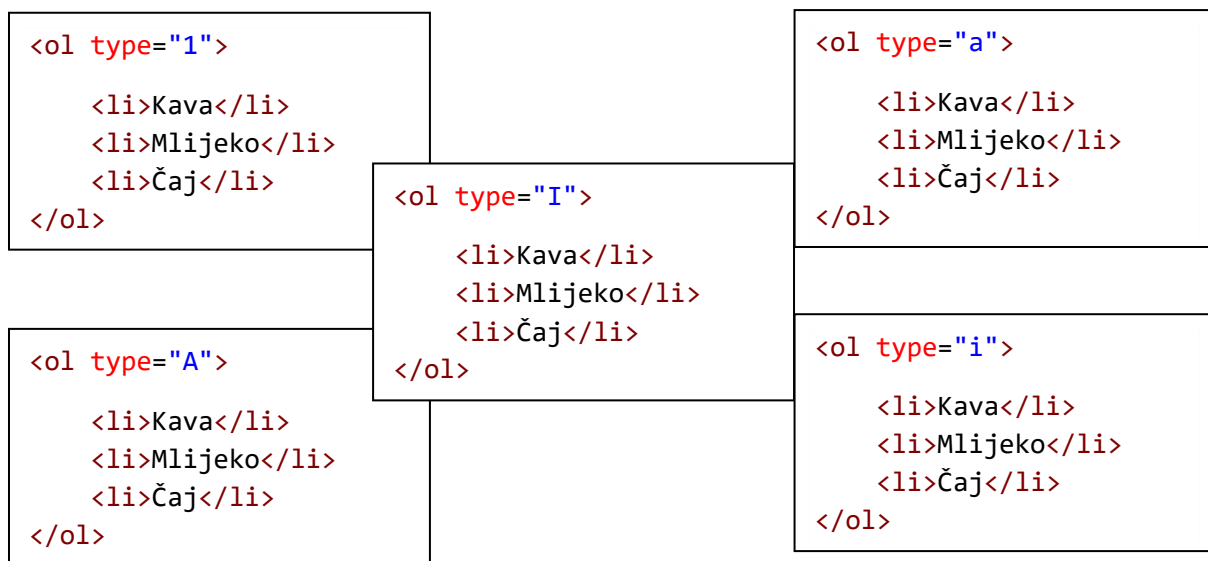 <ol type="1">
<li>Kava</li>
<li>Mlijeko</li>
<li>Čaj</li>
</ol>
<ol type="a">
<li>Kava</li>
<li>Mlijeko</li>
<li>Čaj</li>
</ol>
<ol type="I">
<li>Kava</li>
<li>Mlijeko</li>
<li>Čaj</li>
</ol>
<ol type="A">
<li>Kava</li>
<li>Mlijeko</li>
<li>Čaj</li>
</ol>
<ol type="i">
<li>Kava</li>
<li>Mlijeko</li>
<li>Čaj</li>
</ol>